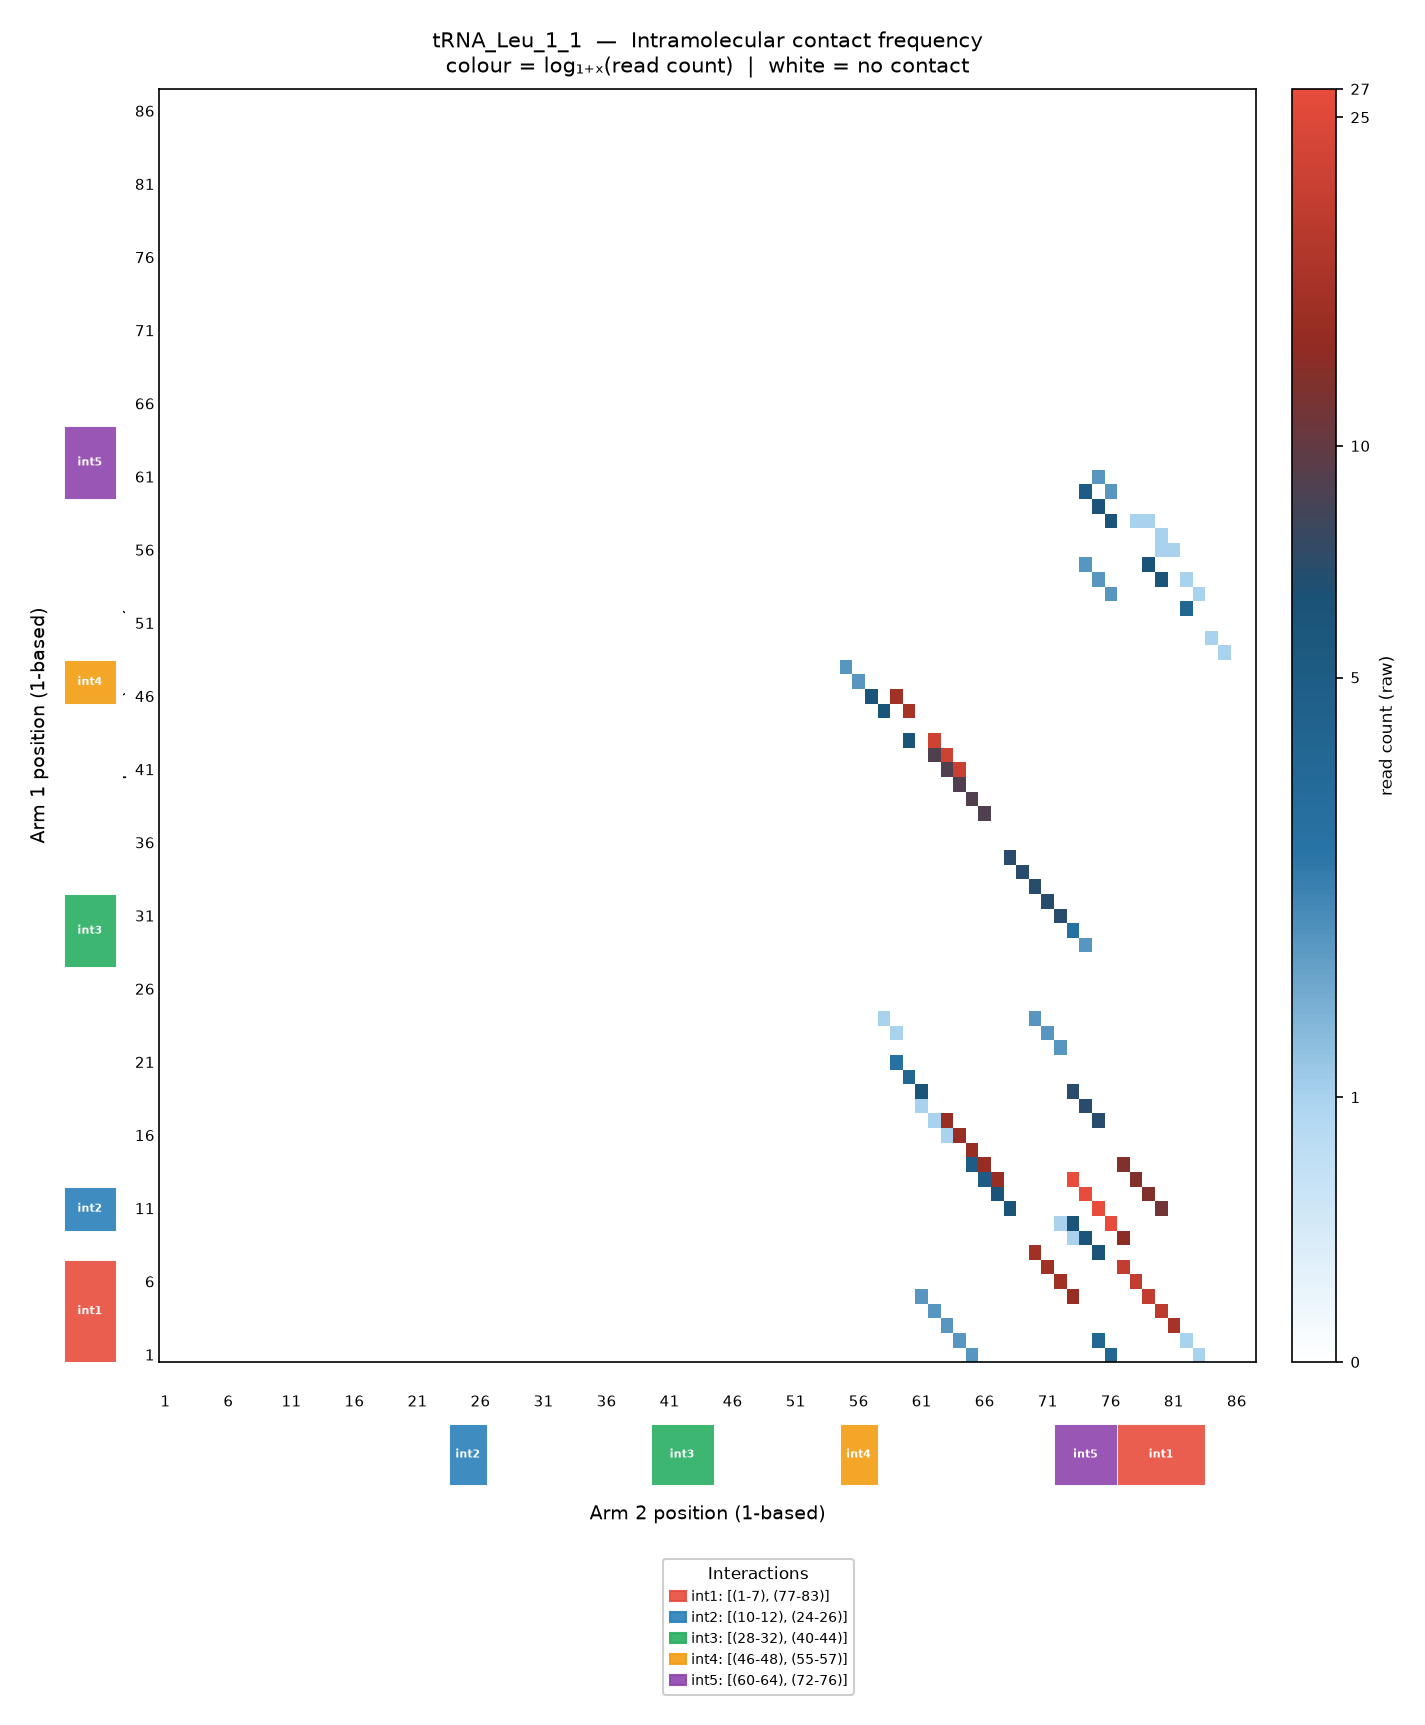 tRNA_Leu_1_1 — Intramolecular contact frequency
colour = log₁₊ₓ(read count) | white = no contact
86
81
76
71
66
61
56
51
46
41
36
31
26
21
16
11
6
1
Arm 1 position (1-based)
int5
int4
int3
int2
int1
1 6 11 16 21 26 31 36 41 46 51 56 61 66 71 76 81 86
int2 int3 int4 int5 int1
Arm 2 position (1-based)
27
25
10
5
1
0
read count (raw)
Interactions
int1: [(1-7), (77-83)]
int2: [(10-12), (24-26)]
int3: [(28-32), (40-44)]
int4: [(46-48), (55-57)]
int5: [(60-64), (72-76)]